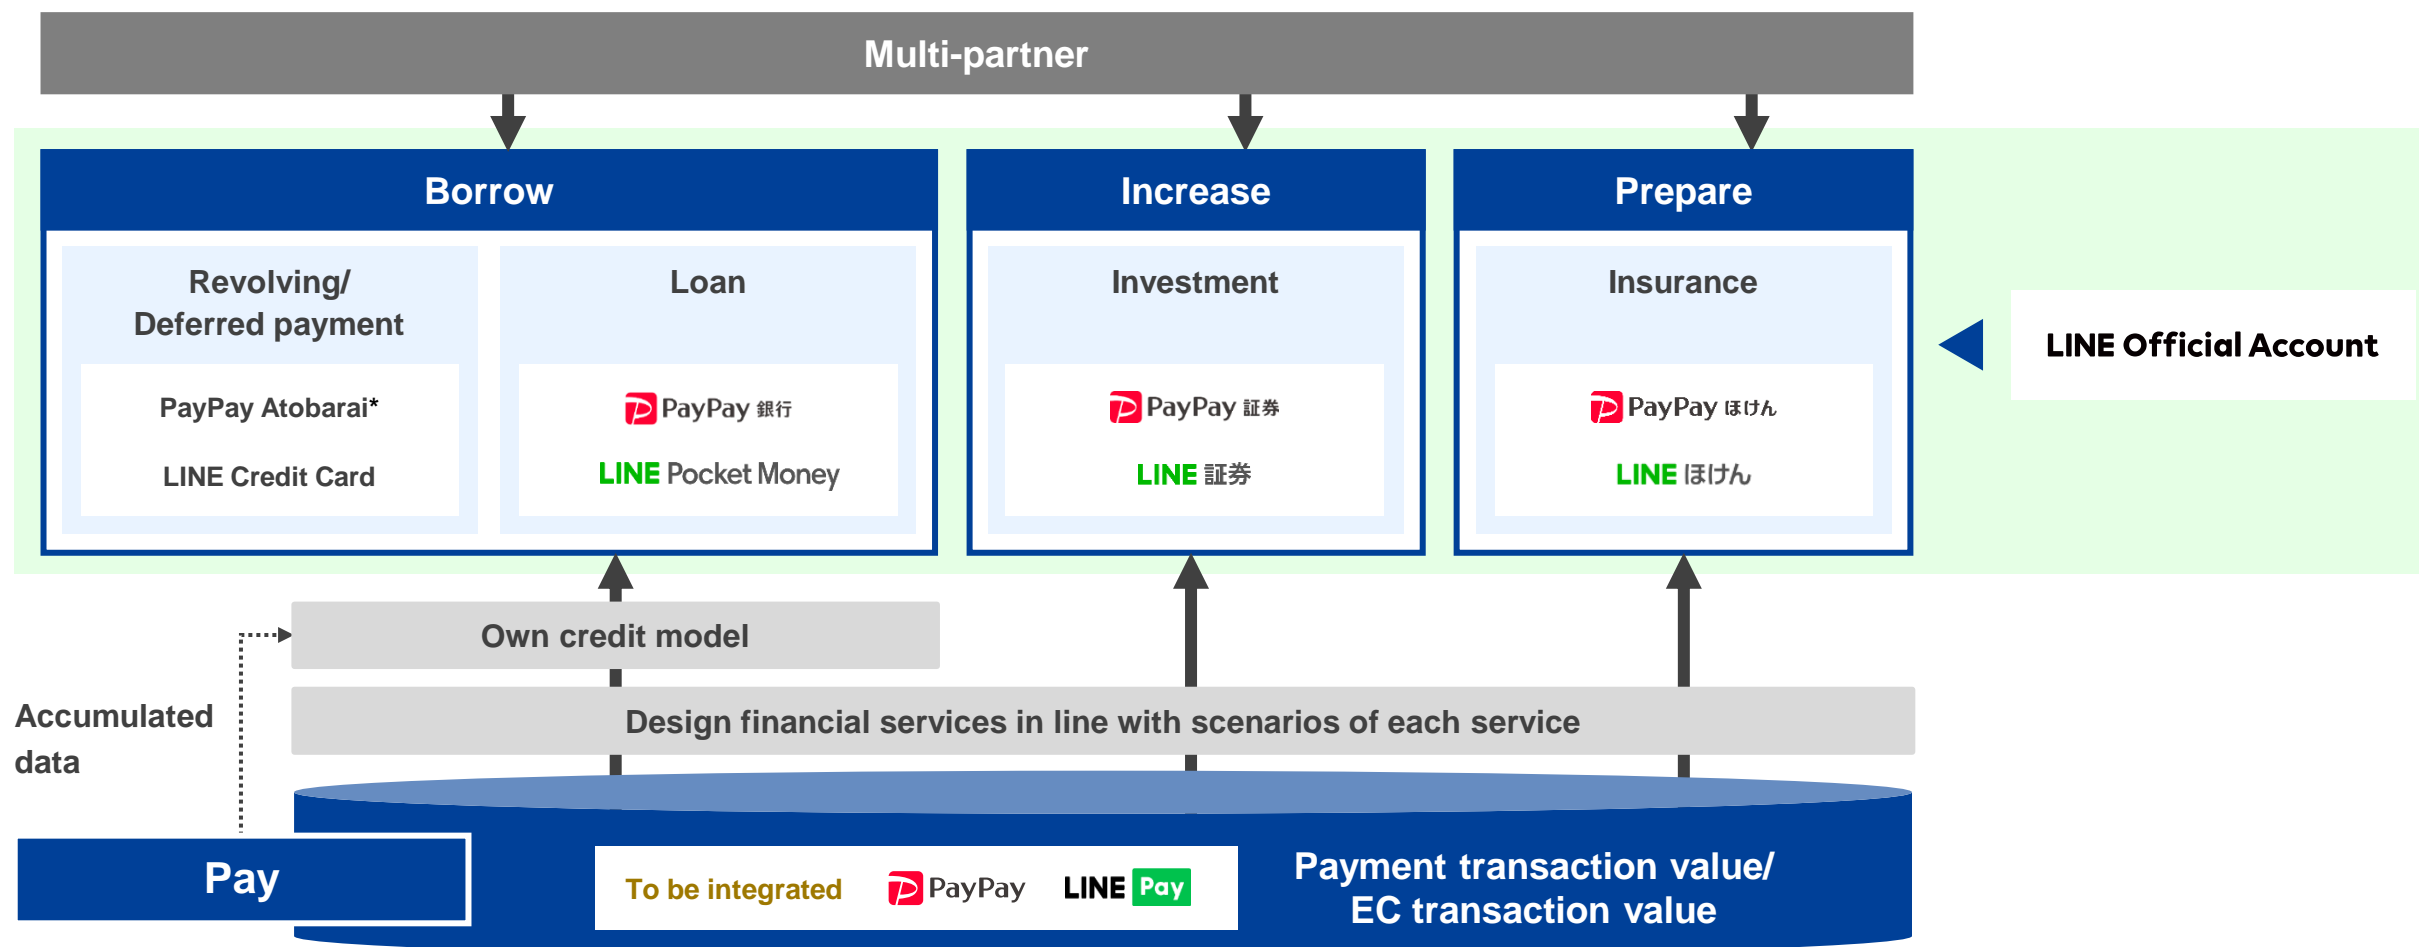 Multi-partner
Borrow
Revolving/
Deferred payment
PayPay Atobarai*
LINE Credit Card
Loan
PayPay 銀行
LINE Pocket Money
Increase
Investment
PayPay 証券
LINE 証券
Prepare
Insurance
PayPay ほけん
LINE ほけん
LINE Official Account
Own credit model
Accumulated
data
Design financial services in line with scenarios of each service
Pay
To be integrated
PayPay
LINE Pay
Payment transaction value/
EC transaction value